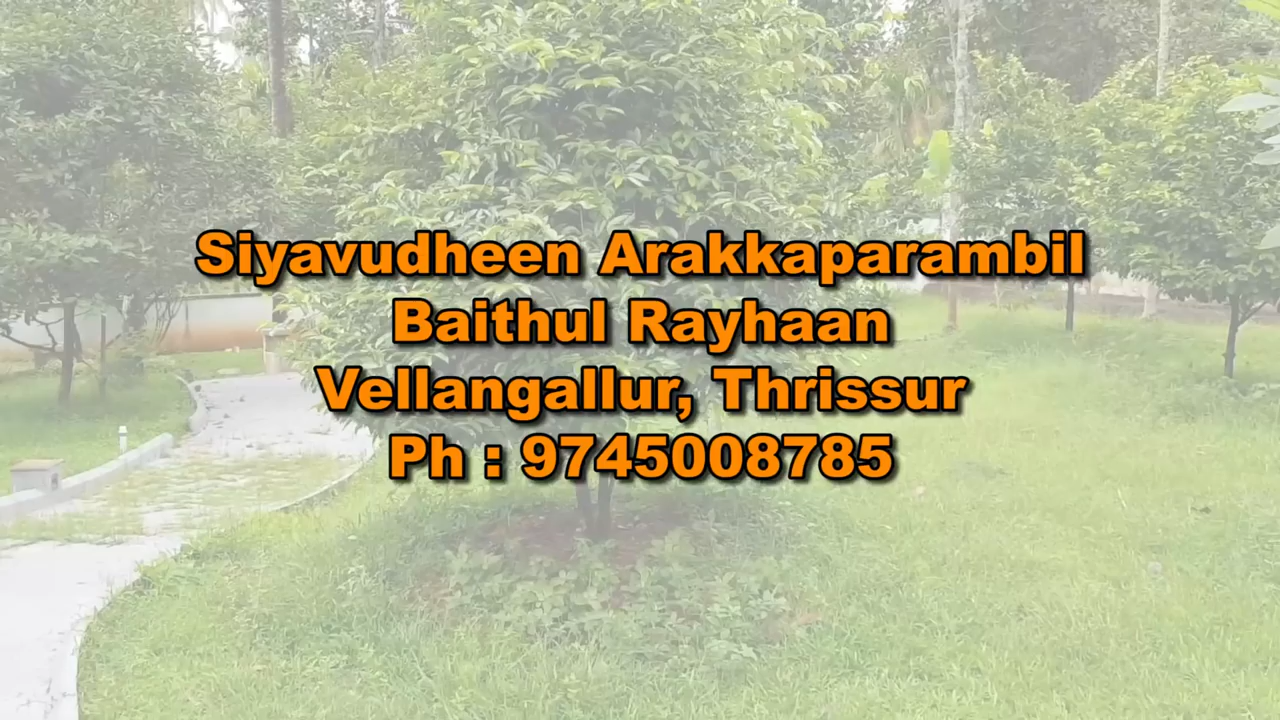 Siyavudheen Arakkaparambil
Baithul Rayhaan
Vellangallur, Thrissur
Ph : 9745008785